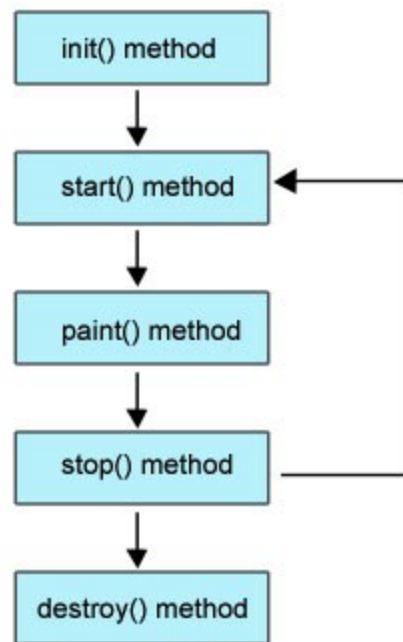 init() method
start() method
paint() method
stop() method
destroy() method